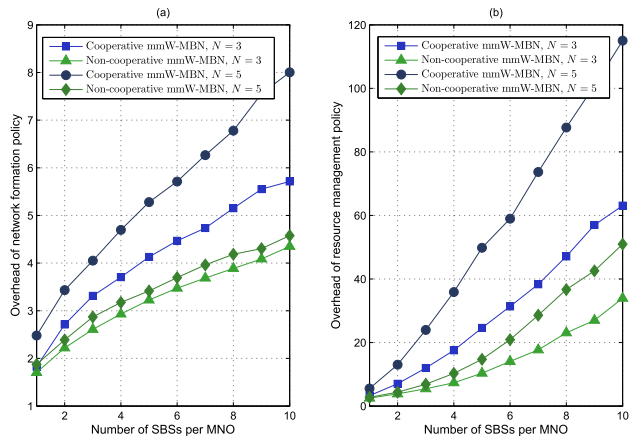 (a)
9
8
7
6
5
4
3
2
1
2 4 6 8 10
Overhead of network formation policy
Number of SBSs per MNO
Cooperative mmW-MBN, N = 3
Non-cooperative mmW-MBN, N = 3
Cooperative mmW-MBN, N = 5
Non-cooperative mmW-MBN, N = 5
(b)
120
100
80
60
40
20
0
2 4 6 8 10
Overhead of resource management policy
Number of SBSs per MNO
Cooperative mmW-MBN, N = 3
Non-cooperative mmW-MBN, N = 3
Cooperative mmW-MBN, N = 5
Non-cooperative mmW-MBN, N = 5